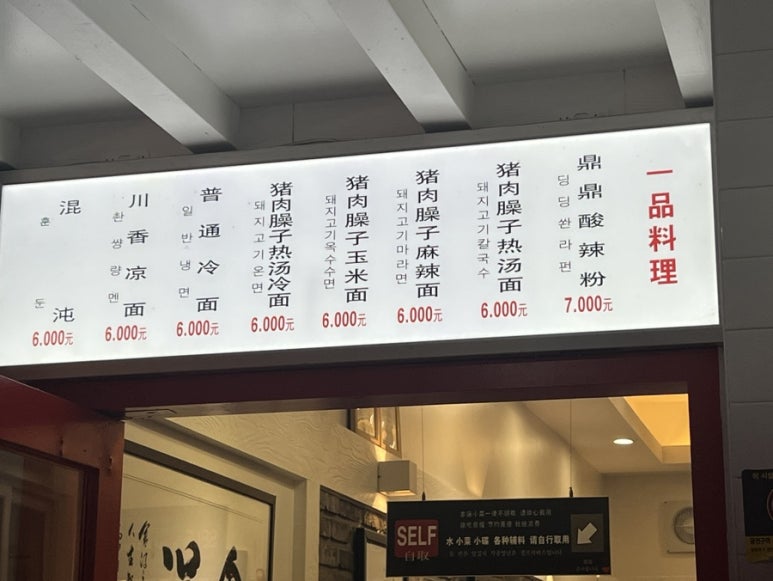 一品料理
鼎鼎酸辣粉
딩딩쏸라펀
7.000元
猪肉臊子热汤面
돼지고기칼국수
6.000元
猪肉臊子麻辣面
돼지고기마라면
6.000元
猪肉臊子玉米面
돼지고기옥수수면
6.000元
猪肉臊子热汤冷面
돼지고기온면
6.000元
普通冷面
일반냉면
6.000元
川香凉面
촨썅량멘
6.000元
混沌
훈둔
6.000元
SELF
自取
水 小菜 小碟 各种辅料 请自行取用